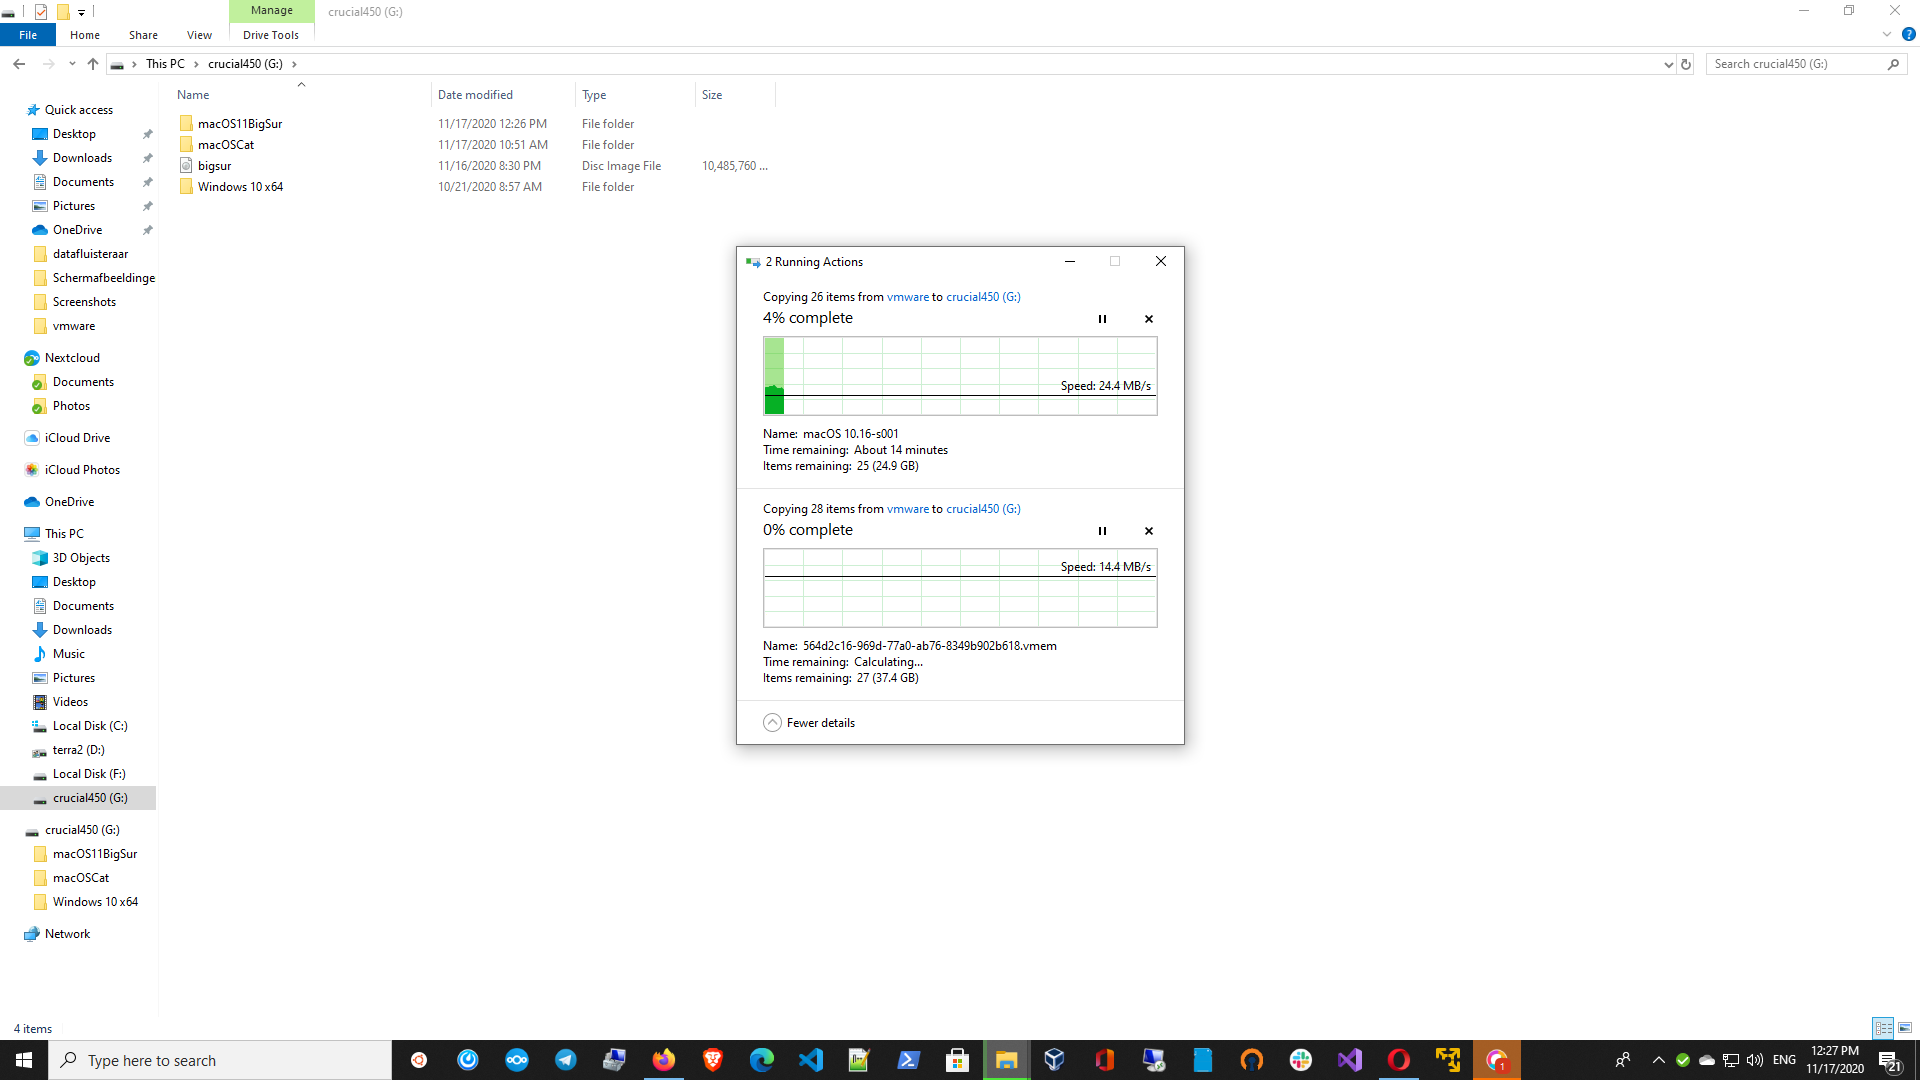 Manage
crucial450 (G:)
File
Home
Share
View
Drive Tools
This PC
crucial450 (G:)
Search crucial450 (G:)
Name
Date modified
Type
Size
macOS11BigSur 11/17/2020 12:26 PM File folder
macOSCat 11/17/2020 10:51 AM File folder
bigsur 11/16/2020 8:30 PM Disc Image File 10,485,760 ...
Windows 10 x64 10/21/2020 8:57 AM File folder
Quick access
Desktop
Downloads
Documents
Pictures
OneDrive
datafluisteraar
Schermafbeeldinge
Screenshots
vmware
Nextcloud
Documents
Photos
iCloud Drive
iCloud Photos
OneDrive
This PC
3D Objects
Desktop
Documents
Downloads
Music
Pictures
Videos
Local Disk (C:)
terra2 (D:)
Local Disk (F:)
crucial450 (G:)
crucial450 (G:)
macOS11BigSur
macOSCat
Windows 10 x64
Network
2 Running Actions
Copying 26 items from vmware to crucial450 (G:)
4% complete
Speed: 24.4 MB/s
Name: macOS 10.16-s001
Time remaining: About 14 minutes
Items remaining: 25 (24.9 GB)
Copying 28 items from vmware to crucial450 (G:)
0% complete
Speed: 14.4 MB/s
Name: 564d2c16-969d-77a0-ab76-8349b902b618.vmem
Time remaining: Calculating...
Items remaining: 27 (37.4 GB)
Fewer details
4 items
Type here to search
1
ENG
12:27 PM
11/17/2020
21